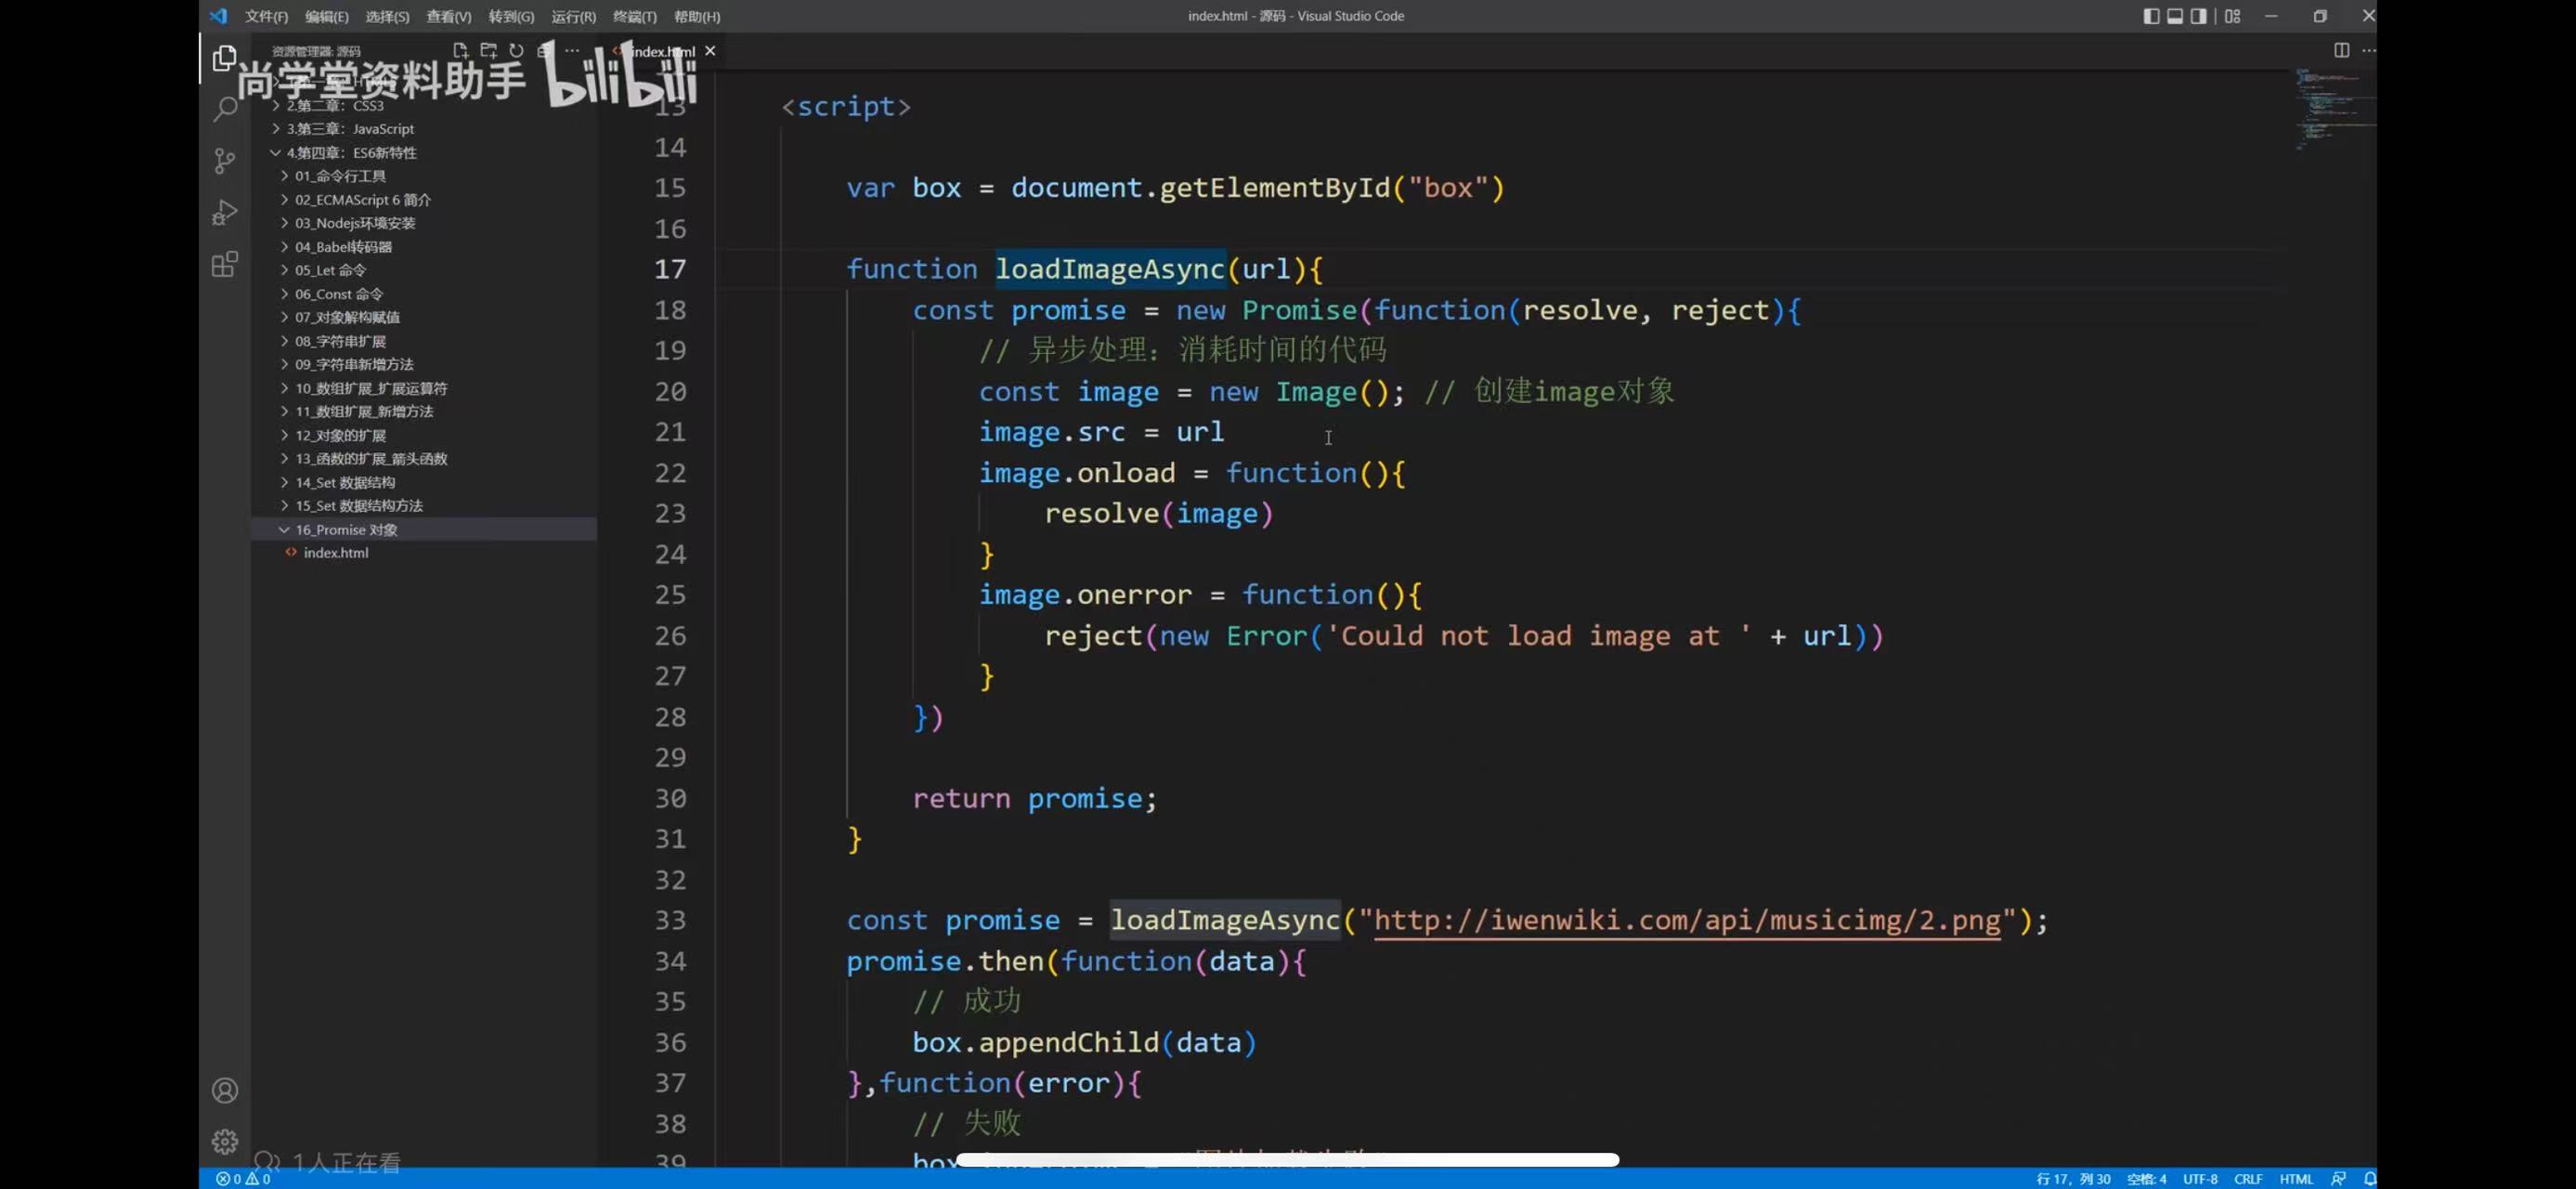 文件(F) 编辑(E) 选择(S) 查看(V) 转到(G) 运行(R) 终端(T) 帮助(H)
index.html - 源码 - Visual Studio Code
资源管理器: 源码
index.html
尚学堂资料助手 bilibili
2.第二章：CSS3
3.第三章：JavaScript
4.第四章：ES6新特性
01_命令行工具
02_ECMAScript 6 简介
03_Nodejs环境安装
04_Babel转码器
05_Let 命令
06_Const 命令
07_对象解构赋值
08_字符串扩展
09_字符串新增方法
10_数组扩展_扩展运算符
11_数组扩展_新增方法
12_对象的扩展
13_函数的扩展_箭头函数
14_Set 数据结构
15_Set 数据结构方法
16_Promise 对象
index.html
13 <script>
14
15 var box = document.getElementById("box")
16
17 function loadImageAsync(url){
18 const promise = new Promise(function(resolve, reject){
19 // 异步处理：消耗时间的代码
20 const image = new Image(); // 创建image对象
21 image.src = url
22 image.onload = function(){
23 resolve(image)
24 }
25 image.onerror = function(){
26 reject(new Error('Could not load image at ' + url))
27 }
28 })
29
30 return promise;
31 }
32
33 const promise = loadImageAsync("http://iwenwiki.com/api/musicimg/2.png");
34 promise.then(function(data){
35 // 成功
36 box.appendChild(data)
37 },function(error){
38 // 失败
39
1人正在看
0 0
行 17，列 30 空格: 4 UTF-8 CRLF HTML